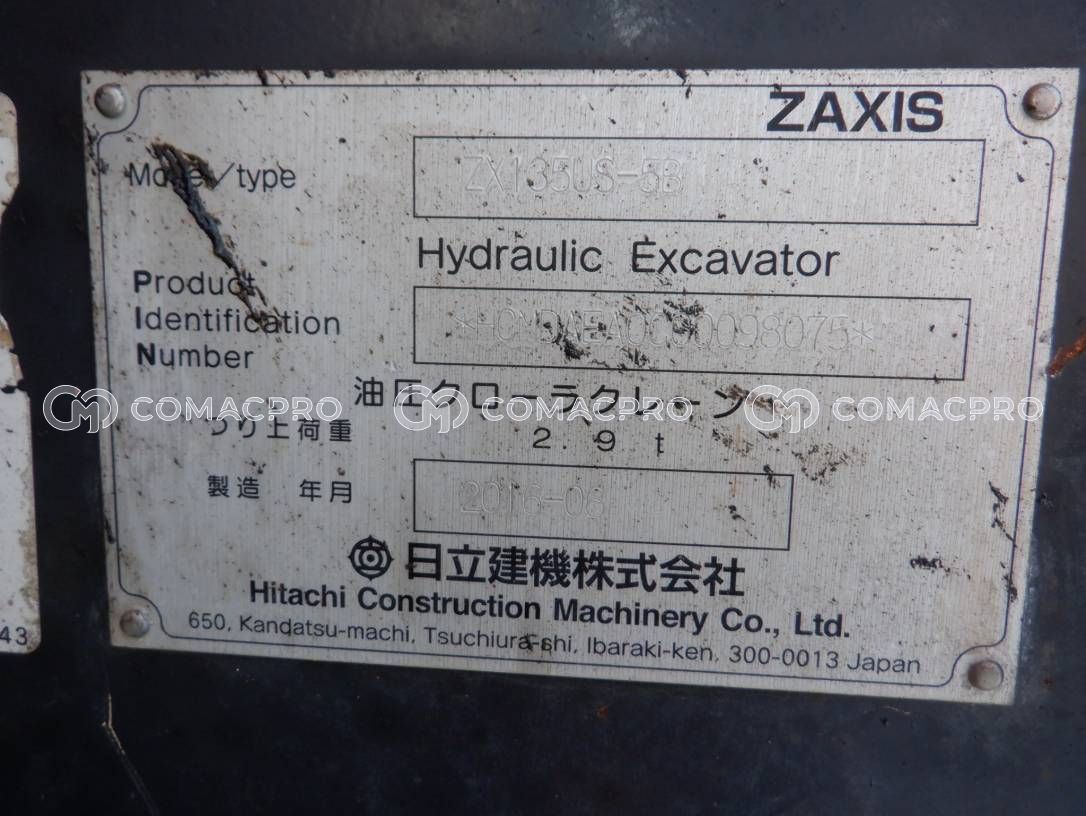 ZAXIS
Model/type ZX135US-5B
Hydraulic Excavator
Product
Identification
Number
油圧クローラクレーン
COMACPRO COMACPRO COMACPRO
つり上荷重 2.9t
製造 年月 2016-06
日立建機株式会社
Hitachi Construction Machinery Co., Ltd.
650, Kandatsu-machi, Tsuchiura-shi, Ibaraki-ken, 300-0013 Japan
43